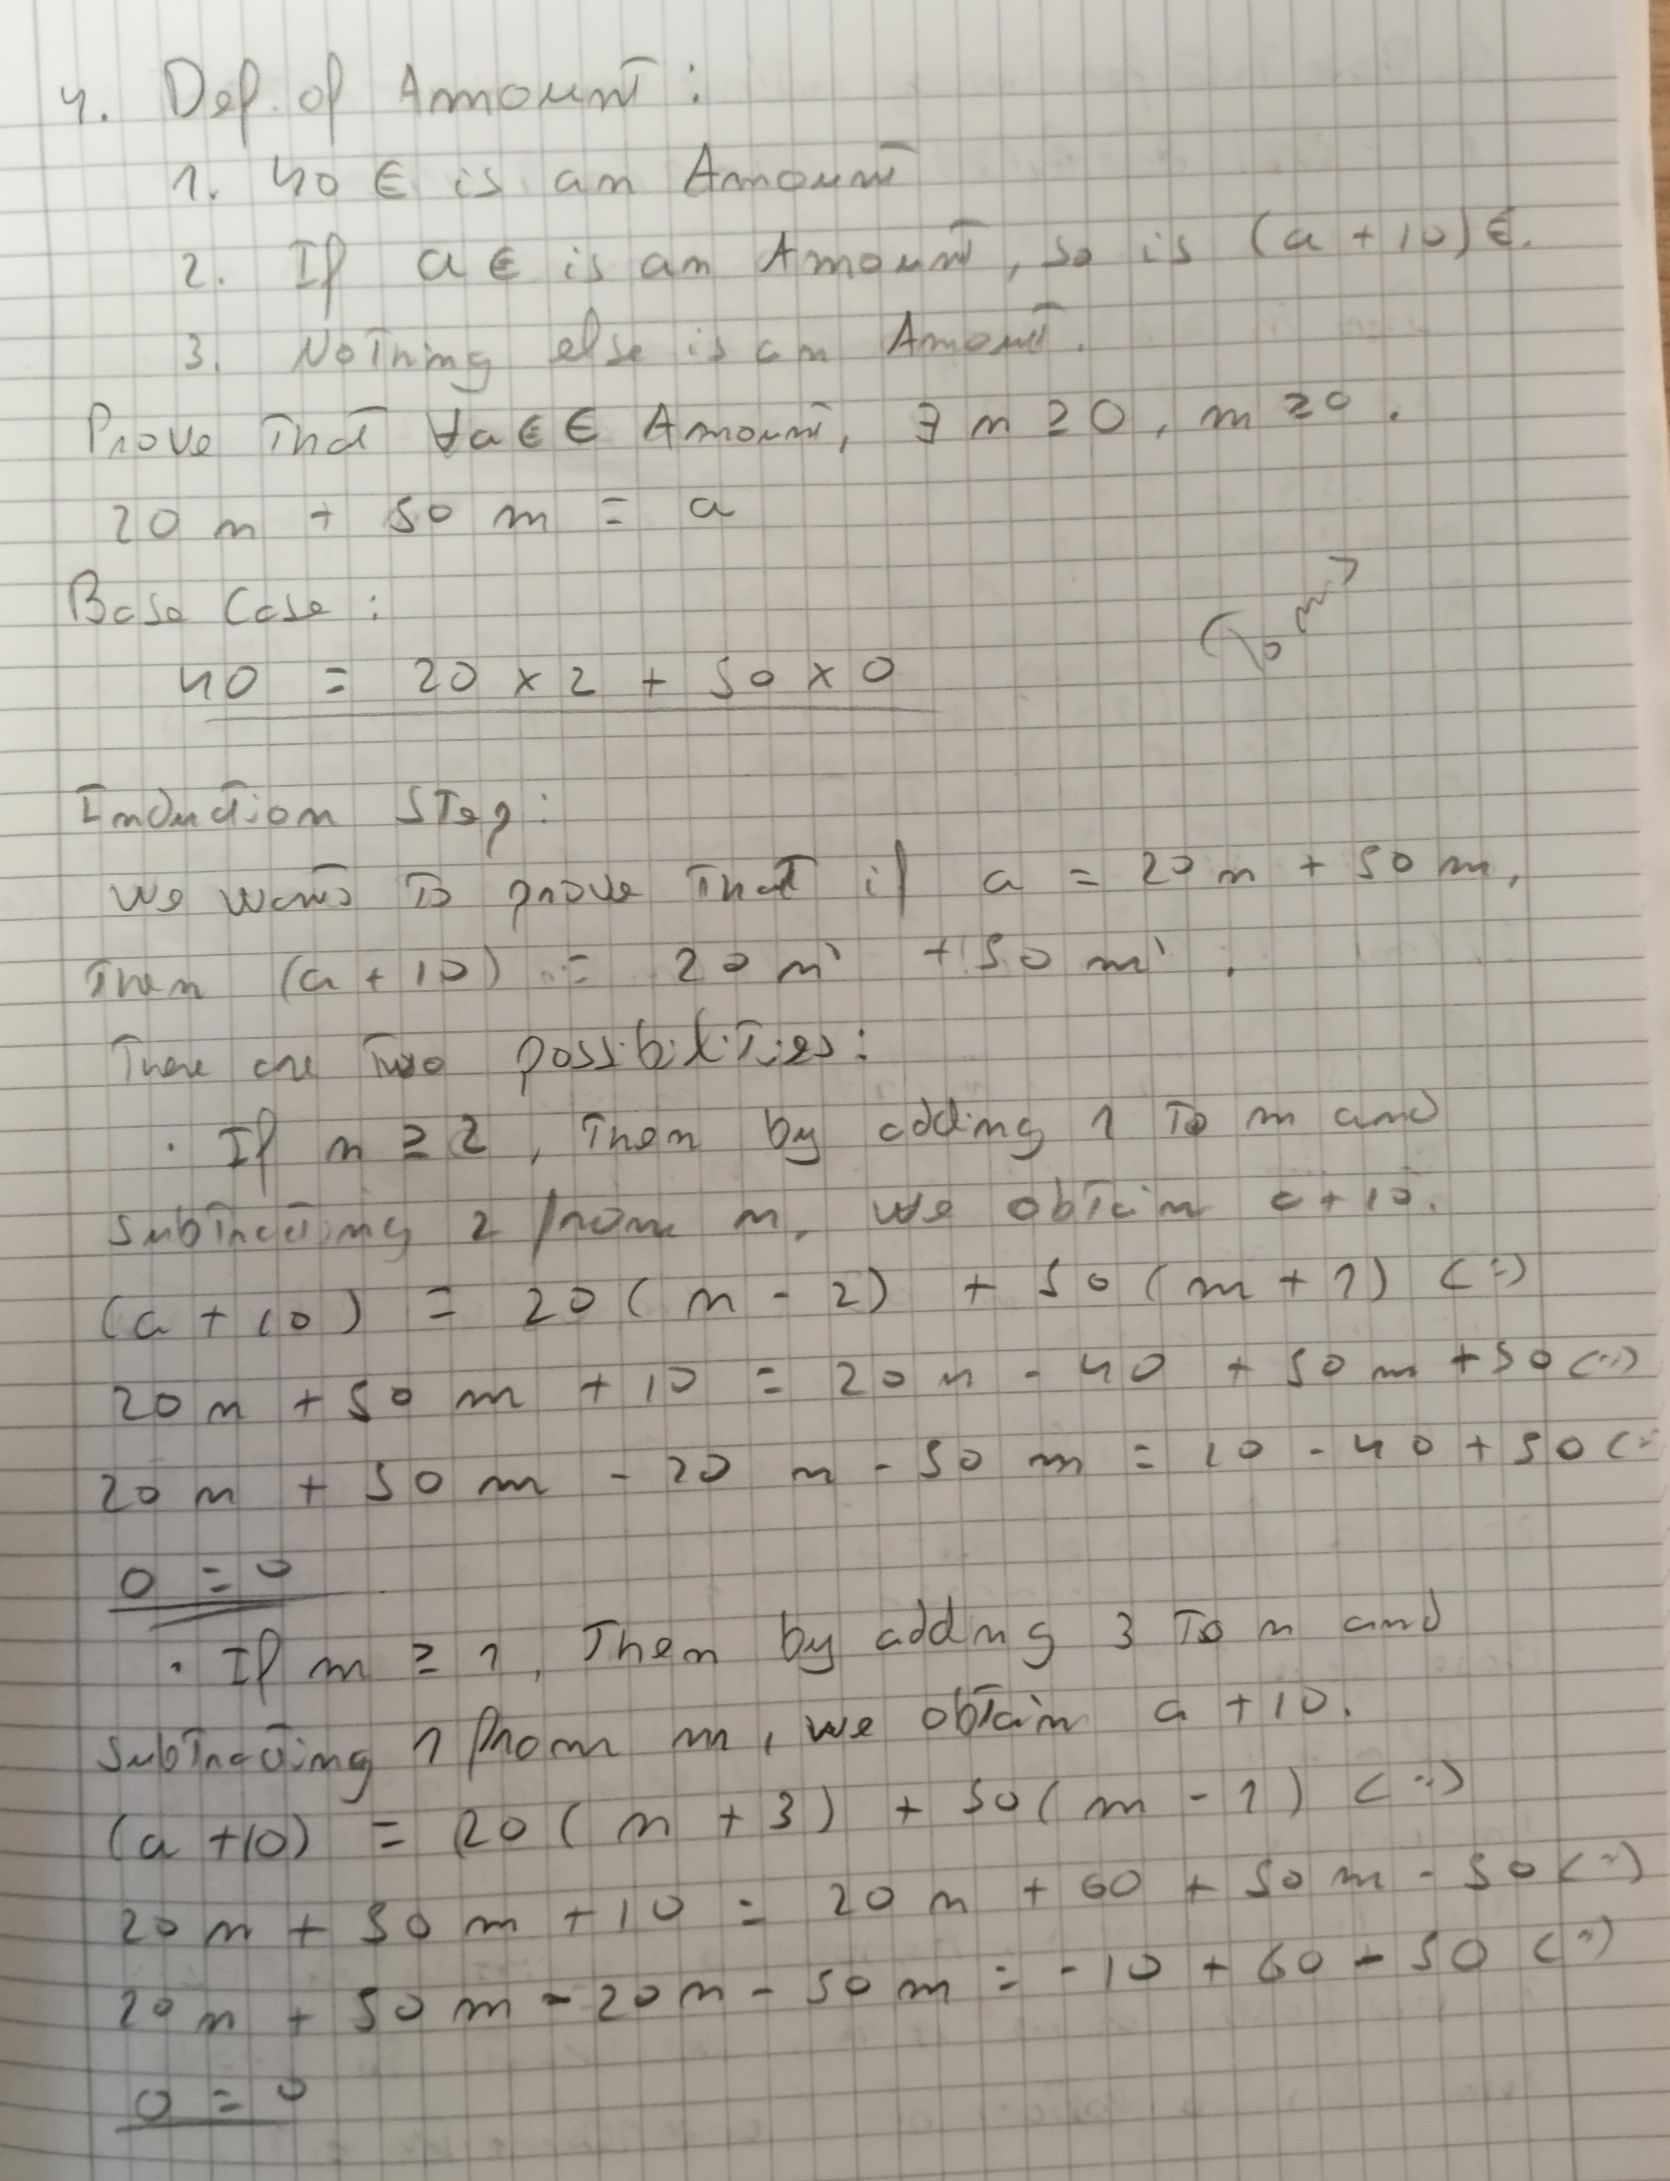 4. Def. of Amount:
1. 40 € is an Amount
2. If a € is an Amount, so is (a + 10) €.
3. Nothing else is an Amount.
Prove that ∀a€ ∈ Amount, ∃ n ≥ 0, m ≥ 0.
20 n + 50 m = a
Base Case:
40 = 20 × 2 + 50 × 0
Induction Step:
We want to prove that if a = 20 n + 50 m,
then (a + 10) = 20 n' + 50 m'.
There are two possibilities:
· If n ≥ 2, then by adding 1 to m and
subtracting 2 from n, we obtain a + 10.
(a + 10) = 20 (n - 2) + 50 (m + 1) (=)
20 n + 50 m + 10 = 20 n - 40 + 50 m + 50 (=)
20 n + 50 m - 20 n - 50 m = 10 - 40 + 50 (=
0 = 0
· If m ≥ 1, Then by adding 3 to n and
subtracting 1 from m, we obtain a + 10.
(a + 10) = 20 (n + 3) + 50 (m - 1) (=)
20 n + 50 m + 10 = 20 n + 60 + 50 m - 50 (=)
20 n + 50 m - 20 n - 50 m = - 10 + 60 - 50 (=)
0 = 0